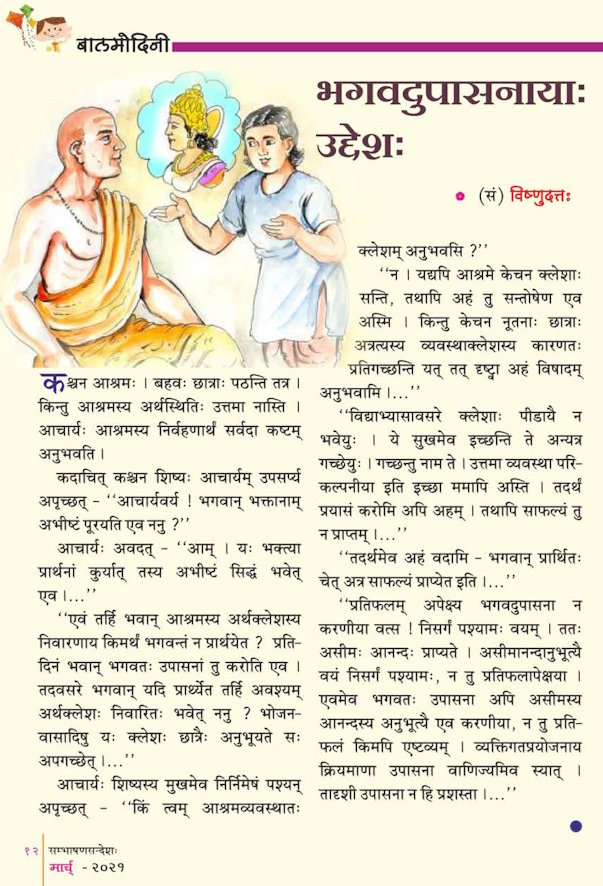 बालमोदिनी
भगवदुपासनायाः
उद्देशः
(सं) विष्णुदत्तः
कश्चन आश्रमः । बहवः छात्राः पठन्ति तत्र ।
किन्तु आश्रमस्य अर्थस्थितिः उत्तमा नास्ति ।
आचार्यः आश्रमस्य निर्वहणार्थं सर्वदा कष्टम्
अनुभवति ।
कदाचित् कश्चन शिष्यः आचार्यम् उपसर्प्य
अपृच्छत् - ‘‘आचार्यवर्य ! भगवान् भक्तानाम्
अभीष्टं पूरयति एव ननु ?’’
आचार्यः अवदत् - ‘‘आम् । यः भक्त्या
प्रार्थनां कुर्यात् तस्य अभीष्टं सिद्धं भवेत्
एव ।...’’
‘‘एवं तर्हि भवान् आश्रमस्य अर्थक्लेशस्य
निवारणाय किमर्थं भगवन्तं न प्रार्थयेत ? प्रति-
दिनं भवान् भगवतः उपासनां तु करोति एव ।
तदवसरे भगवान् यदि प्रार्थ्येत तर्हि अवश्यम्
अर्थक्लेशः निवारितः भवेत् ननु ? भोजन-
वासादिषु यः क्लेशः छात्रैः अनुभूयते सः
अपगच्छेत् ।...’’
आचार्यः शिष्यस्य मुखमेव निर्निमेषं पश्यन्
अपृच्छत् - ‘‘किं त्वम् आश्रमव्यवस्थातः
क्लेशम् अनुभवसि ?’’
‘‘न । यद्यपि आश्रमे केचन क्लेशाः
सन्ति, तथापि अहं तु सन्तोषेण एव
अस्मि । किन्तु केचन नूतनाः छात्राः
अत्रत्यस्य व्यवस्थाक्लेशस्य कारणतः
प्रतिगच्छन्ति यत् तत् दृष्ट्वा अहं विषादम्
अनुभवामि ।...’’
‘‘विद्याभ्यासावसरे क्लेशाः पीडायै न
भवेयुः । ये सुखमेव इच्छन्ति ते अन्यत्र
गच्छेयुः । गच्छन्तु नाम ते । उत्तमा व्यवस्था परि-
कल्पनीया इति इच्छा ममापि अस्ति । तदर्थं
प्रयासं करोमि अपि अहम् । तथापि साफल्यं तु
न प्राप्तम् ।...’’
‘‘तदर्थमेव अहं वदामि - भगवान् प्रार्थितः
चेत् अत्र साफल्यं प्राप्येत इति ।...’’
‘‘प्रतिफलम् अपेक्ष्य भगवदुपासना न
करणीया वत्स ! निसर्गं पश्यामः वयम् । ततः
असीमः आनन्दः प्राप्यते । असीमानन्दानुभूत्यै
वयं निसर्गं पश्यामः, न तु प्रतिफलापेक्षया ।
एवमेव भगवतः उपासना अपि असीमस्य
आनन्दस्य अनुभूत्यै एव करणीया, न तु प्रति-
फलं किमपि एष्टव्यम् । व्यक्तिगतप्रयोजनाय
क्रियमाणा उपासना वाणिज्यमिव स्यात् ।
तादृशी उपासना न हि प्रशस्ता ।...’’
१२
सम्भाषणसन्देशः
मार्च् - २०२१